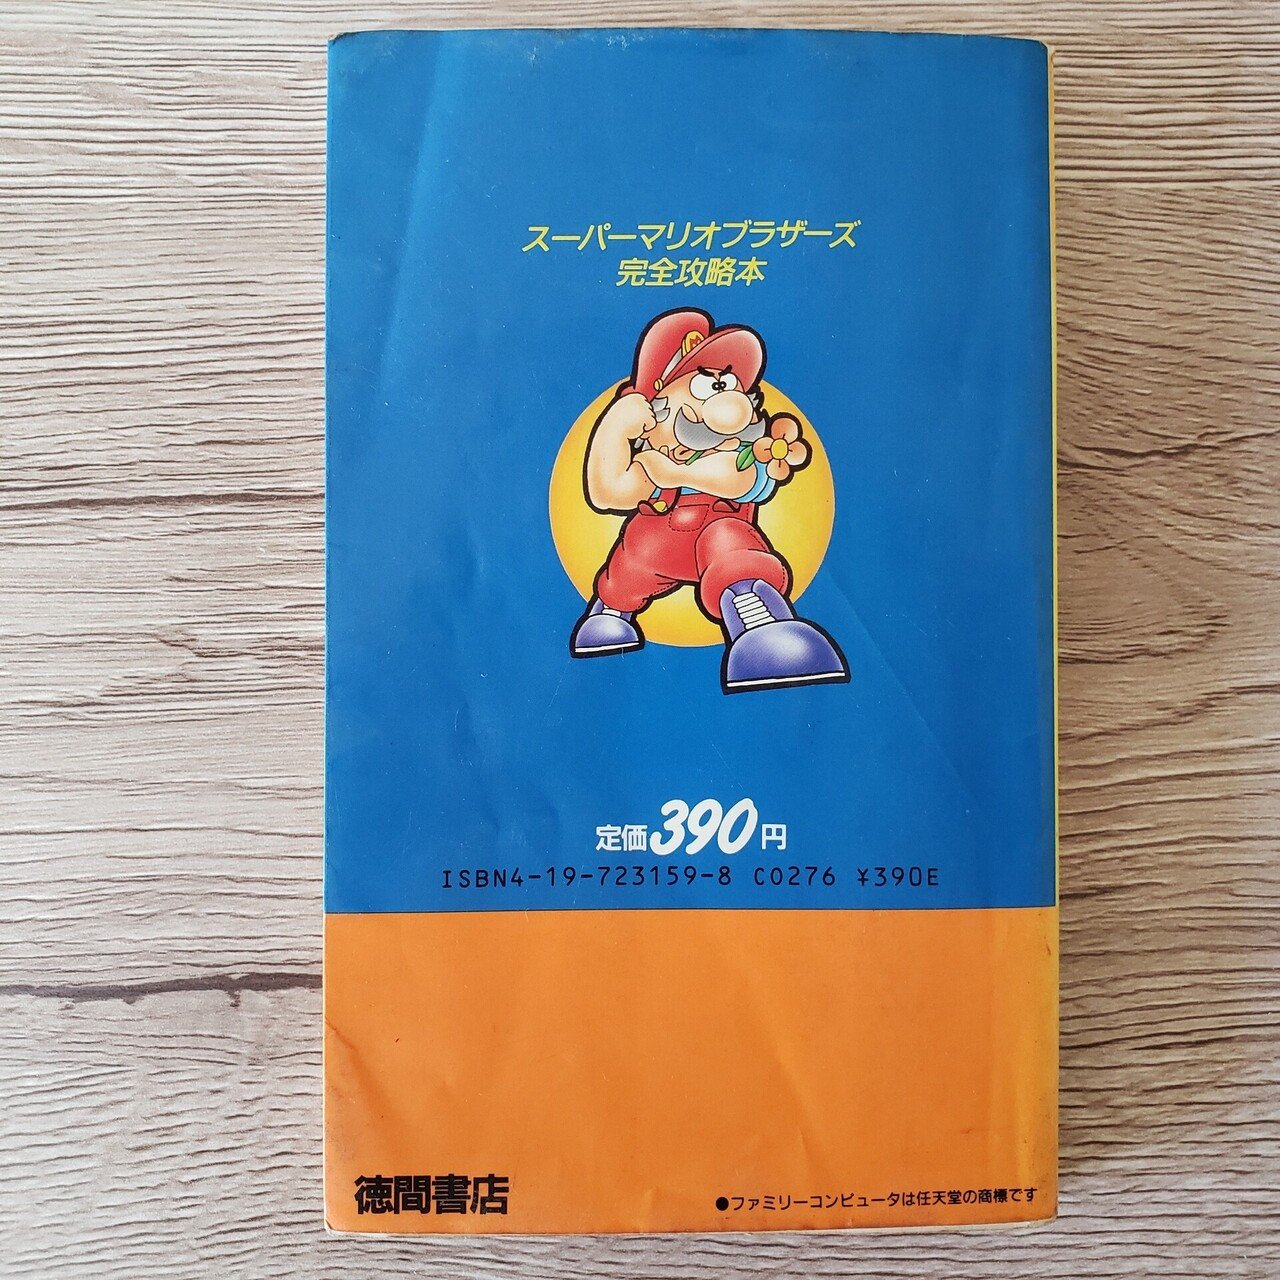 スーパーマリオブラザーズ
完全攻略本
M
定価390円
ISBN4-19-723159-8 C0276 ¥390E
徳間書店
●ファミリーコンピュータは任天堂の商標です